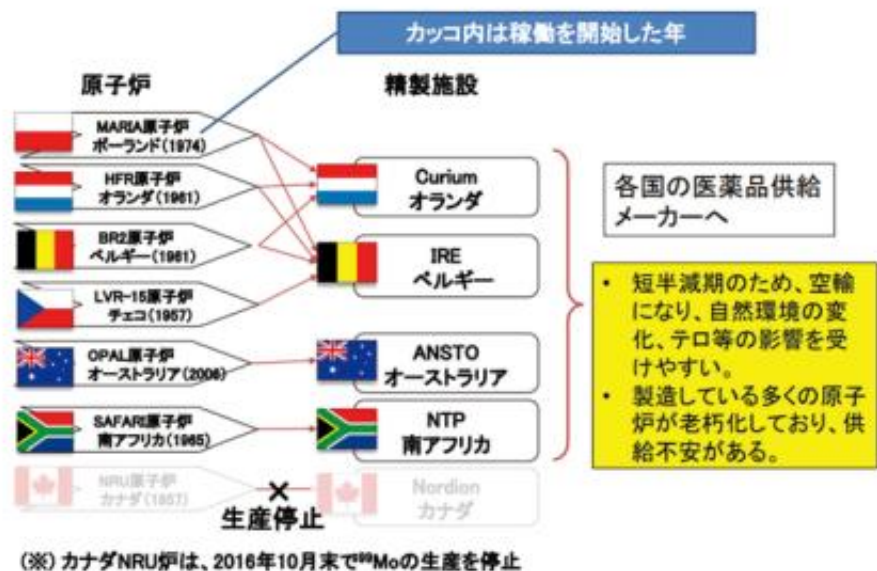 カッコ内は稼働を開始した年
原子炉
精製施設
MARIA原子炉
ポーランド(1974)
HFR原子炉
オランダ(1961)
BR2原子炉
ベルギー(1961)
LVR-15原子炉
チェコ(1957)
OPAL原子炉
オーストラリア(2006)
SAFARI原子炉
南アフリカ(1965)
NRU原子炉
カナダ(1957)
Curium
オランダ
IRE
ベルギー
ANSTO
オーストラリア
NTP
南アフリカ
Nordion
カナダ
生産停止
各国の医薬品供給
メーカーへ
• 短半減期のため、空輸
になり、自然環境の変
化、テロ等の影響を受
けやすい。
• 製造している多くの原子
炉が老朽化しており、供
給不安がある。
(※) カナダNRU炉は、2016年10月末で⁹⁹Moの生産を停止